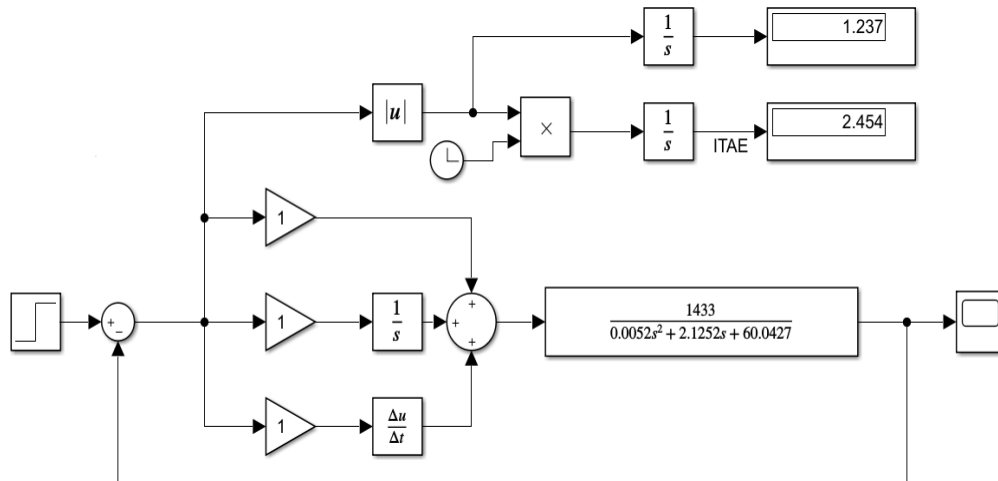 1
s
1.237
|u|
×
1
s
ITAE
2.454
1
+
+
+
+
−
1
1
s
1433
0.0052s² + 2.1252s + 60.0427
1
Δu
Δt